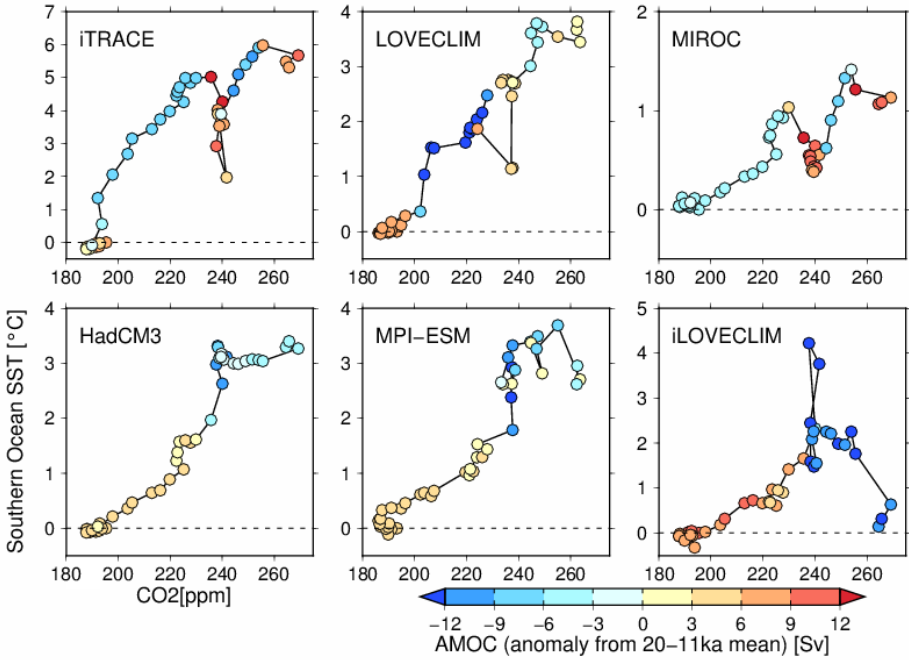 iTRACE
LOVECLIM
MIROC
7
6
5
4
3
2
1
0
4
3
2
1
0
2
1
0
180 200 220 240 260
180 200 220 240 260
180 200 220 240 260
Southern Ocean SST [°C]
HadCM3
MPI−ESM
iLOVECLIM
4
3
2
1
0
4
3
2
1
0
5
4
3
2
1
0
180 200 220 240 260
180 200 220 240 260
180 200 220 240 260
CO2[ppm]
−12 −9 −6 −3 0 3 6 9 12
AMOC (anomaly from 20−11ka mean) [Sv]